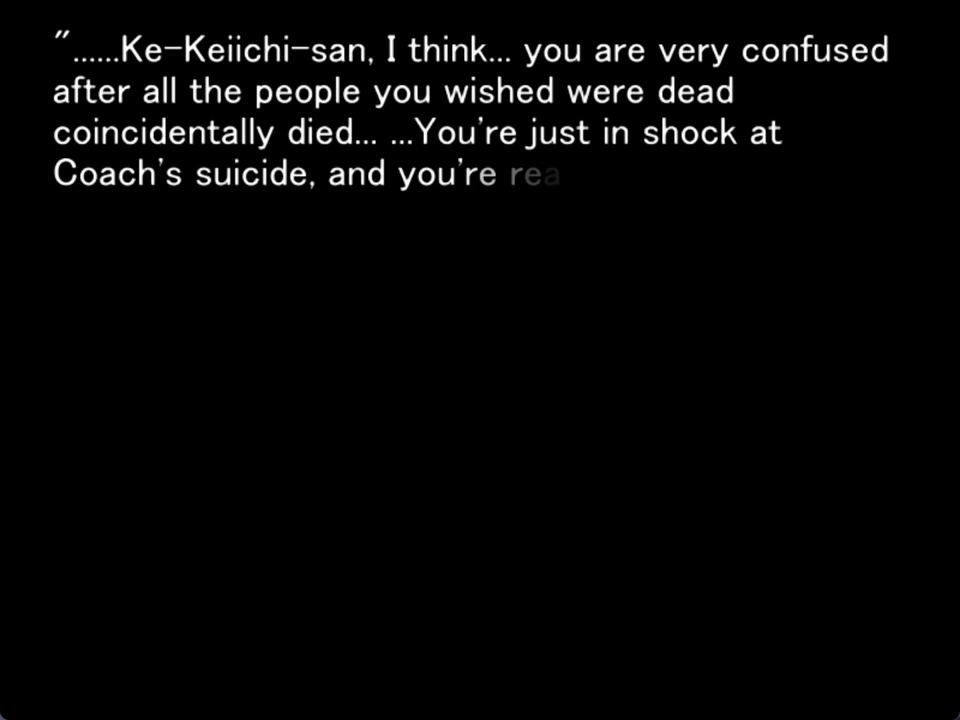 "......Ke-Keiichi-san, I think... you are very confused
after all the people you wished were dead
coincidentally died... ...You're just in shock at
Coach's suicide, and you're rea